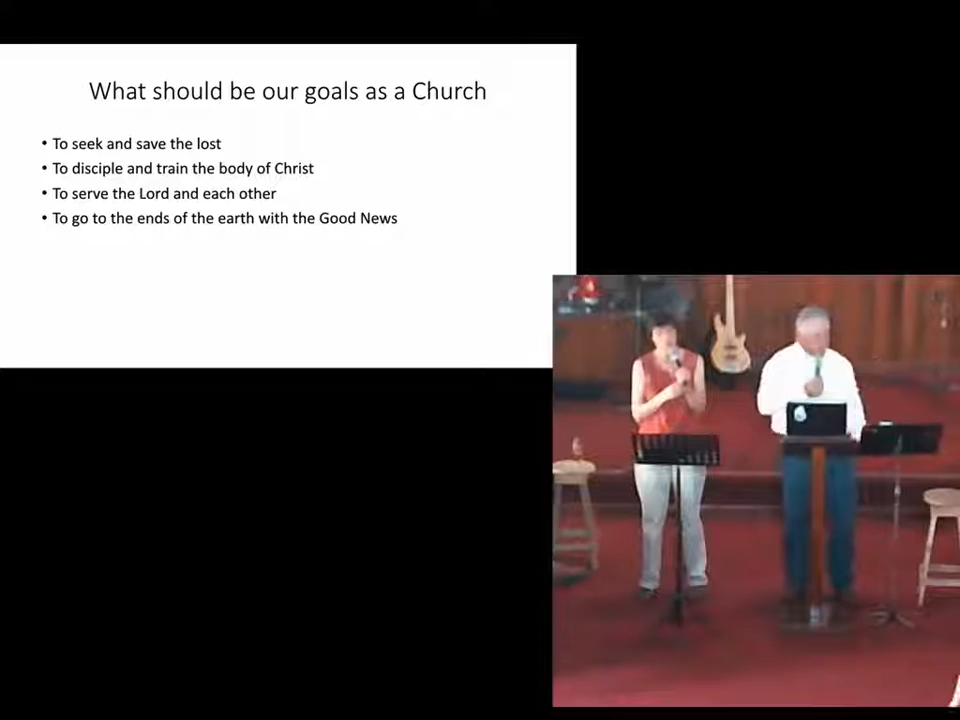 What should be our goals as a Church
• To seek and save the lost
• To disciple and train the body of Christ
• To serve the Lord and each other
• To go to the ends of the earth with the Good News